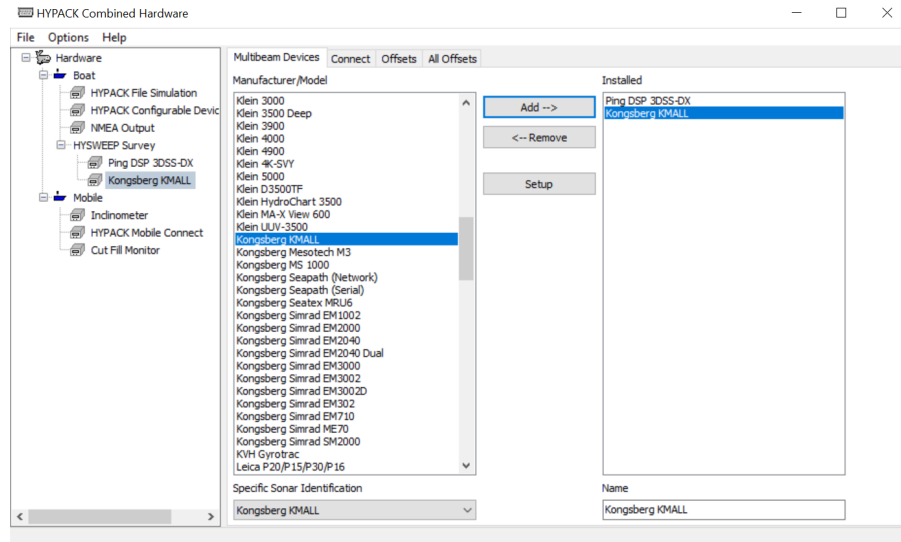 HYPACK Combined Hardware
File Options Help
Hardware
Boat
HYPACK File Simulation
HYPACK Configurable Devic
NMEA Output
HYSWEEP Survey
Ping DSP 3DSS-DX
Kongsberg KMALL
Mobile
Inclinometer
HYPACK Mobile Connect
Cut Fill Monitor
Multibeam Devices Connect Offsets All Offsets
Manufacturer/Model
Klein 3000
Klein 3500 Deep
Klein 3900
Klein 4000
Klein 4900
Klein 4K-SVY
Klein 5000
Klein D3500TF
Klein HydroChart 3500
Klein MA-X View 600
Klein UUV-3500
Kongsberg KMALL
Kongsberg Mesotech M3
Kongsberg MS 1000
Kongsberg Seapath (Network)
Kongsberg Seapath (Serial)
Kongsberg Seatex MRU6
Kongsberg Simrad EM1002
Kongsberg Simrad EM2000
Kongsberg Simrad EM2040
Kongsberg Simrad EM2040 Dual
Kongsberg Simrad EM3000
Kongsberg Simrad EM3002
Kongsberg Simrad EM3002D
Kongsberg Simrad EM302
Kongsberg Simrad EM710
Kongsberg Simrad ME70
Kongsberg Simrad SM2000
KVH Gyrotrac
Leica P20/P15/P30/P16
Specific Sonar Identification
Kongsberg KMALL
Add -->
<-- Remove
Setup
Installed
Ping DSP 3DSS-DX
Kongsberg KMALL
Name
Kongsberg KMALL